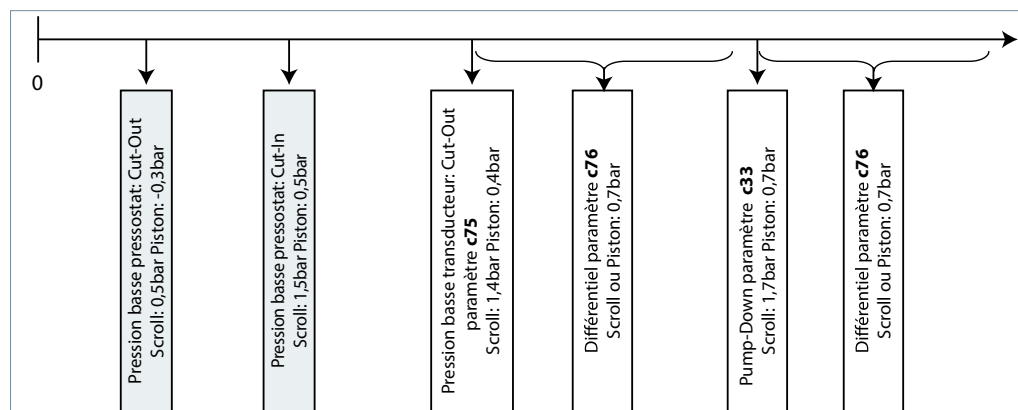 0
Pression basse pressostat: Cut-Out
Scroll: 0,5bar Piston: -0,3bar
Pression basse pressostat: Cut-In
Scroll: 1,5bar Piston: 0,5bar
Pression basse transducteur: Cut-Out
paramètre c75
Scroll: 1,4bar Piston: 0,4bar
Différentiel paramètre c76
Scroll ou Piston: 0,7bar
Pump-Down paramètre c33
Scroll: 1,7bar Piston: 0,7bar
Différentiel paramètre c76
Scroll ou Piston: 0,7bar